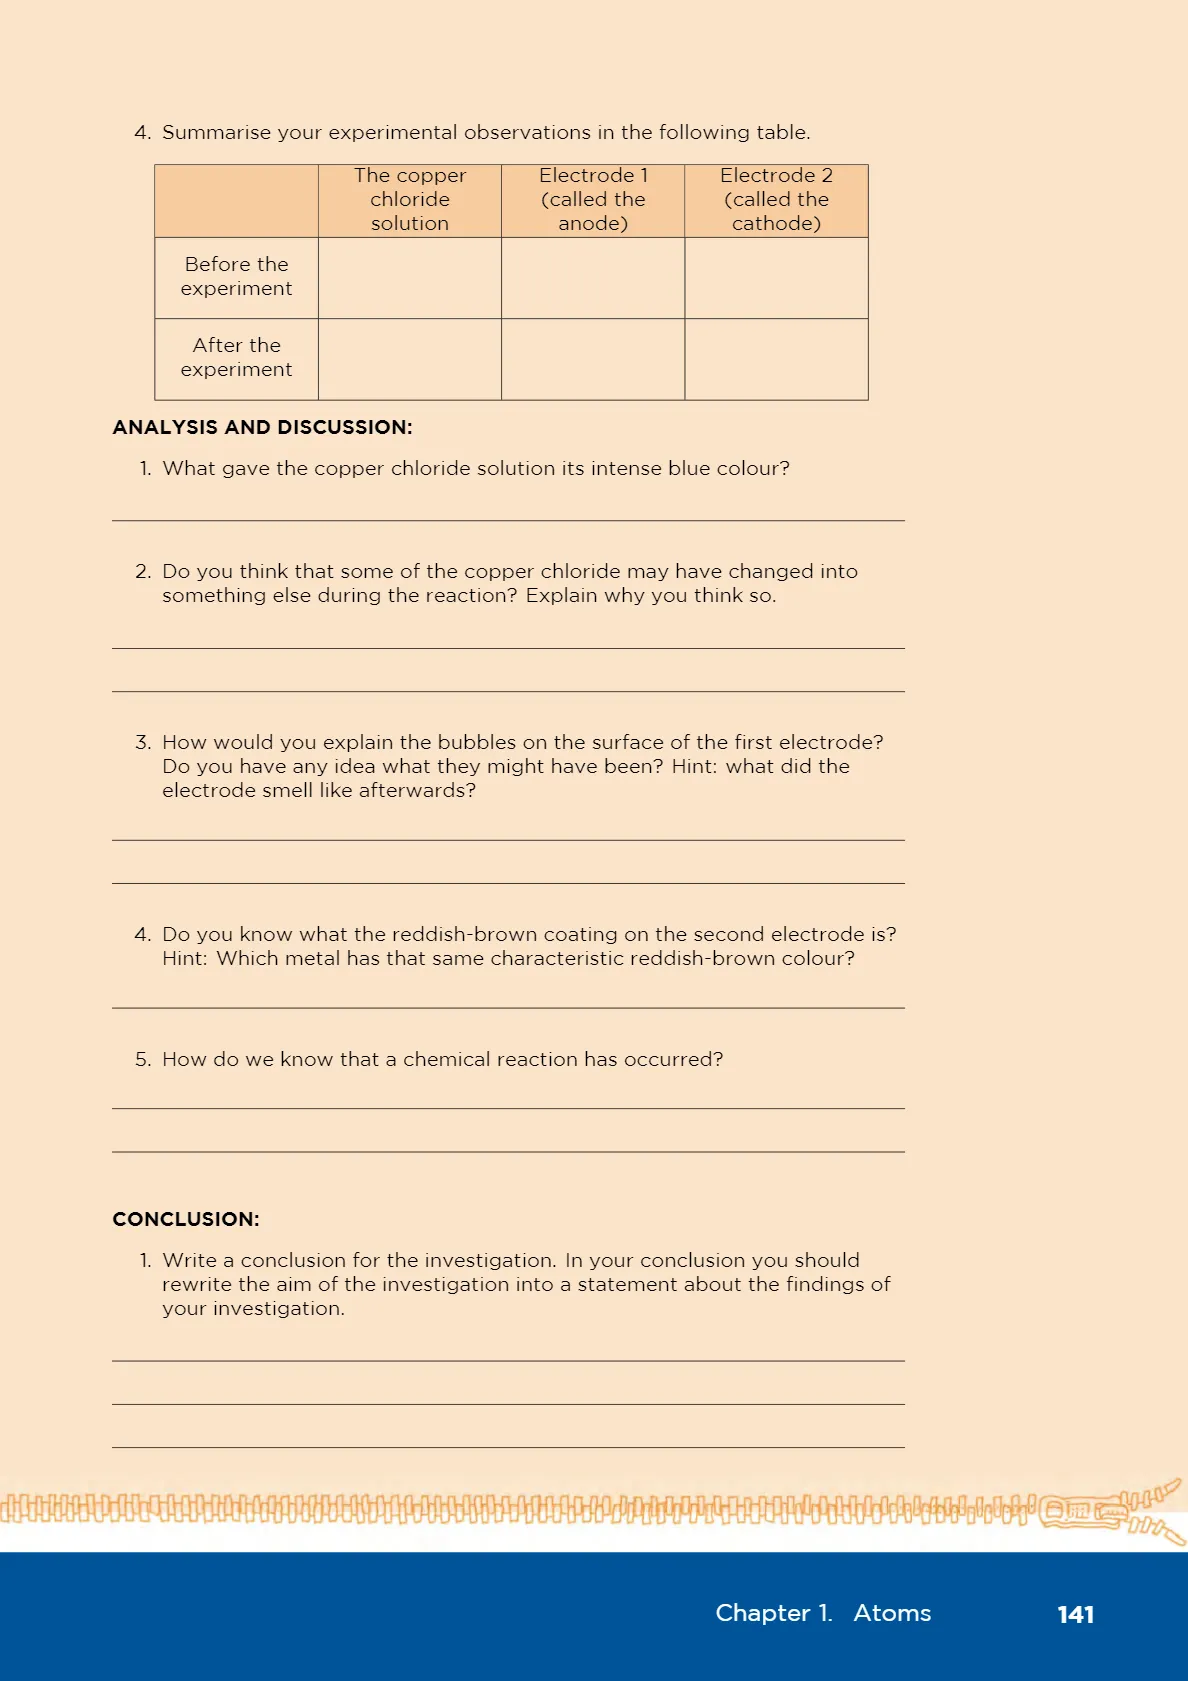 4. Summarise your experimental observations in the following table.
The copper
chloride
solution
Electrode 1
(called the
anode)
Electrode 2
(called the
cathode)
Before the
experiment
After the
experiment
ANALYSIS AND DISCUSSION:
1. What gave the copper chloride solution its intense blue colour?
2. Do you think that some of the copper chloride may have changed into
something else during the reaction? Explain why you think so.
3. How would you explain the bubbles on the surface of the first electrode?
Do you have any idea what they might have been? Hint: what did the
electrode smell like afterwards?
4. Do you know what the reddish-brown coating on the second electrode is?
Hint: Which metal has that same characteristic reddish-brown colour?
5. How do we know that a chemical reaction has occurred?
CONCLUSION:
1. Write a conclusion for the investigation. In your conclusion you should
rewrite the aim of the investigation into a statement about the findings of
your investigation.
Chapter 1. Atoms 141